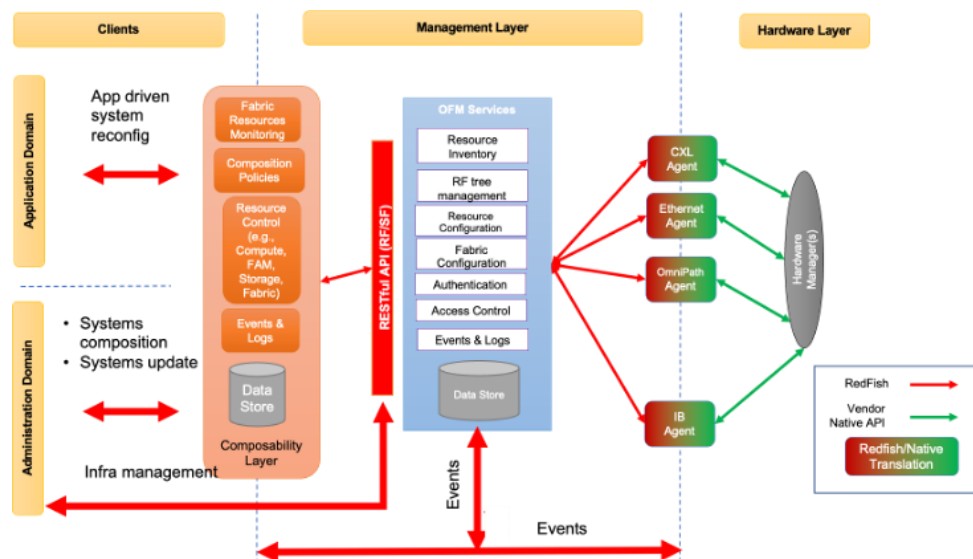 Clients
Management Layer
Hardware Layer
Application Domain
App driven
system
reconfig
Fabric
Resources
Monitoring
Composition
Policies
Resource
Control
(e.g.,
Compute,
FAM,
Storage,
Fabric)
Events &
Logs
Data
Store
Composability
Layer
RESTful API (RF/SF)
OFM Services
Resource
Inventory
RF tree
management
Resource
Configuration
Fabric
Configuration
Authentication
Access Control
Events & Logs
Data Store
CXL
Agent
Ethernet
Agent
OmniPath
Agent
IB
Agent
Hardware
Manager(s)
Administration Domain
• Systems
composition
• Systems update
Infra management
Events
Events
RedFish
Vendor
Native API
Redfish/Native
Translation